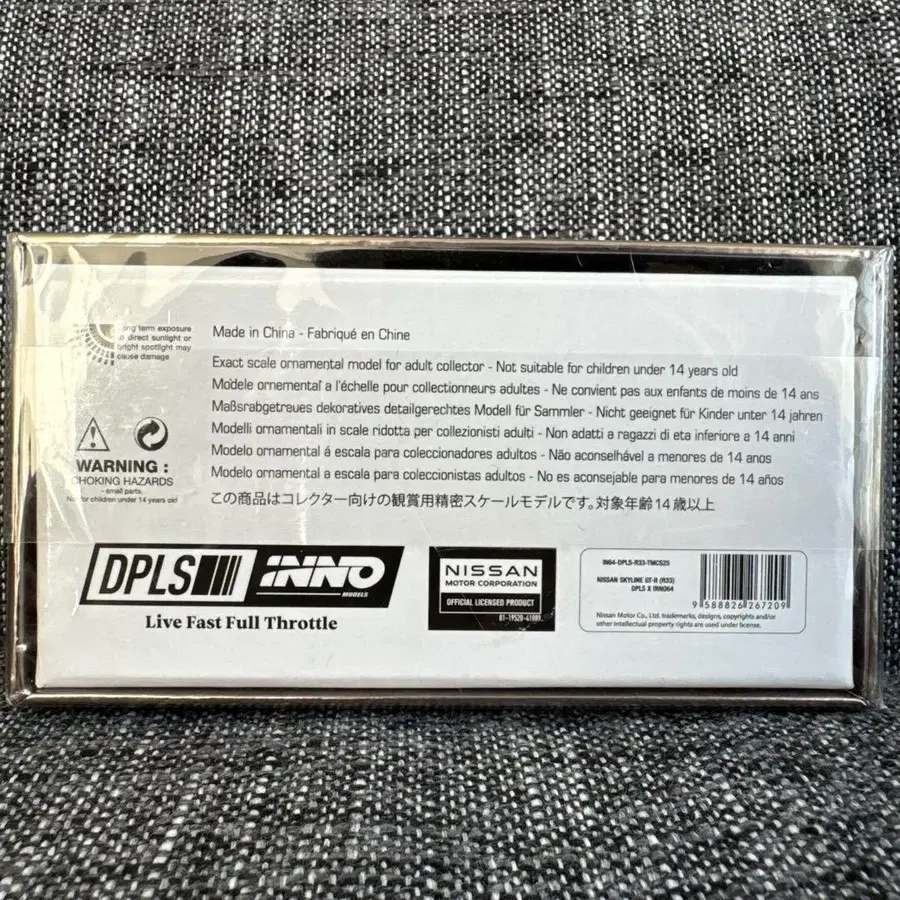 Long term exposure
to direct sunlight or
bright spotlight may
cause damage
WARNING :
CHOKING HAZARDS
-small parts.
Not for children under 14 years old
Made in China - Fabriqué en Chine
Exact scale ornamental model for adult collector - Not suitable for children under 14 years old
Modèle ornemental a l'échelle pour collectionneurs adultes - Ne convient pas aux enfants de moins de 14 ans
Maßsrabgetreues dekoratives detailgerechtes Modell für Sammler - Nicht geeignet für Kinder unter 14 jahren
Modelli ornamentali in scale ridotta per collezionisti adulti - Non adatti a ragazzi di eta inferiore a 14 anni
Modelo ornamental á escala para coleccionadores adultos - Não aconselhável a menores de 14 anos
Modelo ornamental a escala para coleccionistas adultos - No es aconsejable para menores de 14 años
この商品はコレクター向けの観賞用精密スケールモデルです。対象年齢14歳以上
DPLS INNO
MODELS
Live Fast Full Throttle
NISSAN
MOTOR CORPORATION
OFFICIAL LICENSED PRODUCT
IN64-DPLS-R33-TMCS25
NISSAN SKYLINE GT-R (R33)
DPLS X INNO64
9 588826 267209
Nissan Motor Co., Ltd. trademarks, designs, copyrights and/or
other intellectual property rights are used under license.